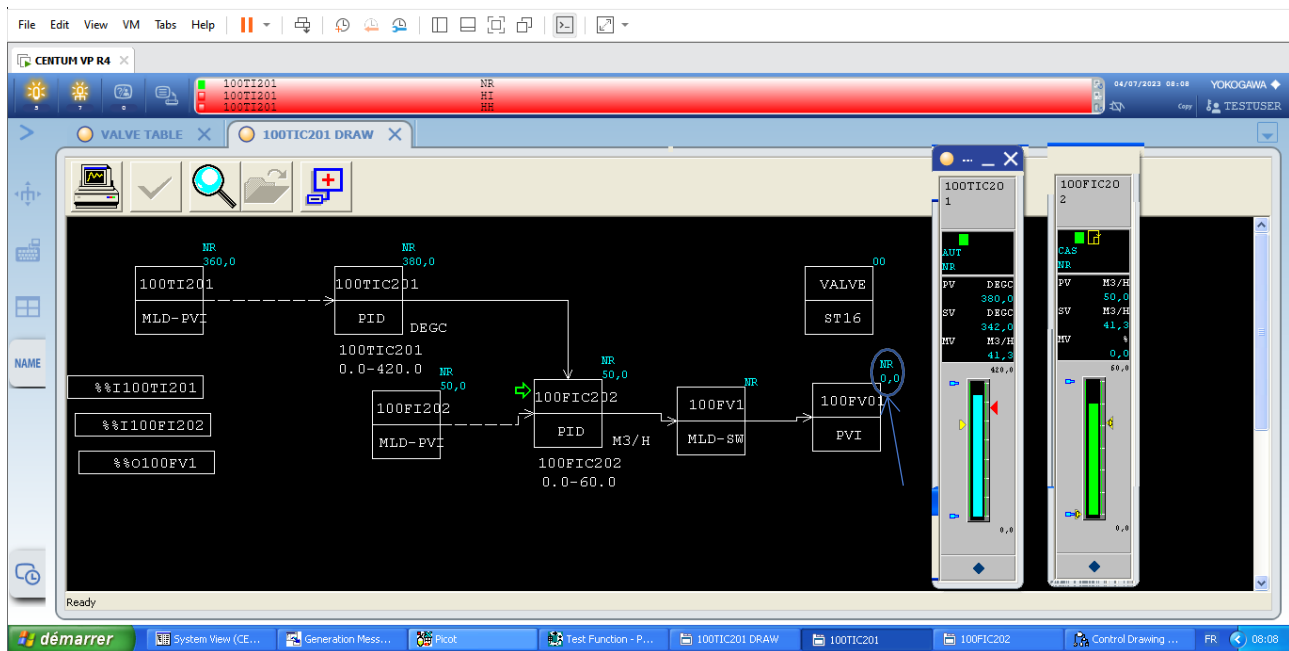 File Edit View VM Tabs Help
CENTUM VP R4
100TI201 NR
100TI201 HI
100TI201 HH
04/07/2023 08:08 YOKOGAWA
Copy TESTUSER
VALVE TABLE
100TIC201 DRAW
NAME
NR
360,0
100TI201
MLD-PVI
NR
380,0
100TIC201
PID
DEGC
100TIC201
0.0-420.0
00
VALVE
ST16
%%I100TI201
%%I100FI202
%%O100FV1
NR
50,0
100FI202
MLD-PVI
NR
50,0
100FIC202
PID
M3/H
100FIC202
0.0-60.0
NR
100FV1
MLD-SW
NR
0,0
100FV01
PVI
100TIC20
1
AUT
NR
PV DEGC
380,0
SV DEGC
342,0
MV M3/H
41,3
420,0
0,0
100FIC20
2
CAS
NR
PV M3/H
50,0
SV M3/H
41,3
MV %
0,0
60,0
0,0
Ready
démarrer
System View (CE...
Generation Mess...
Picot
Test Function - P...
100TIC201 DRAW
100TIC201
100FIC202
Control Drawing ...
FR
08:08